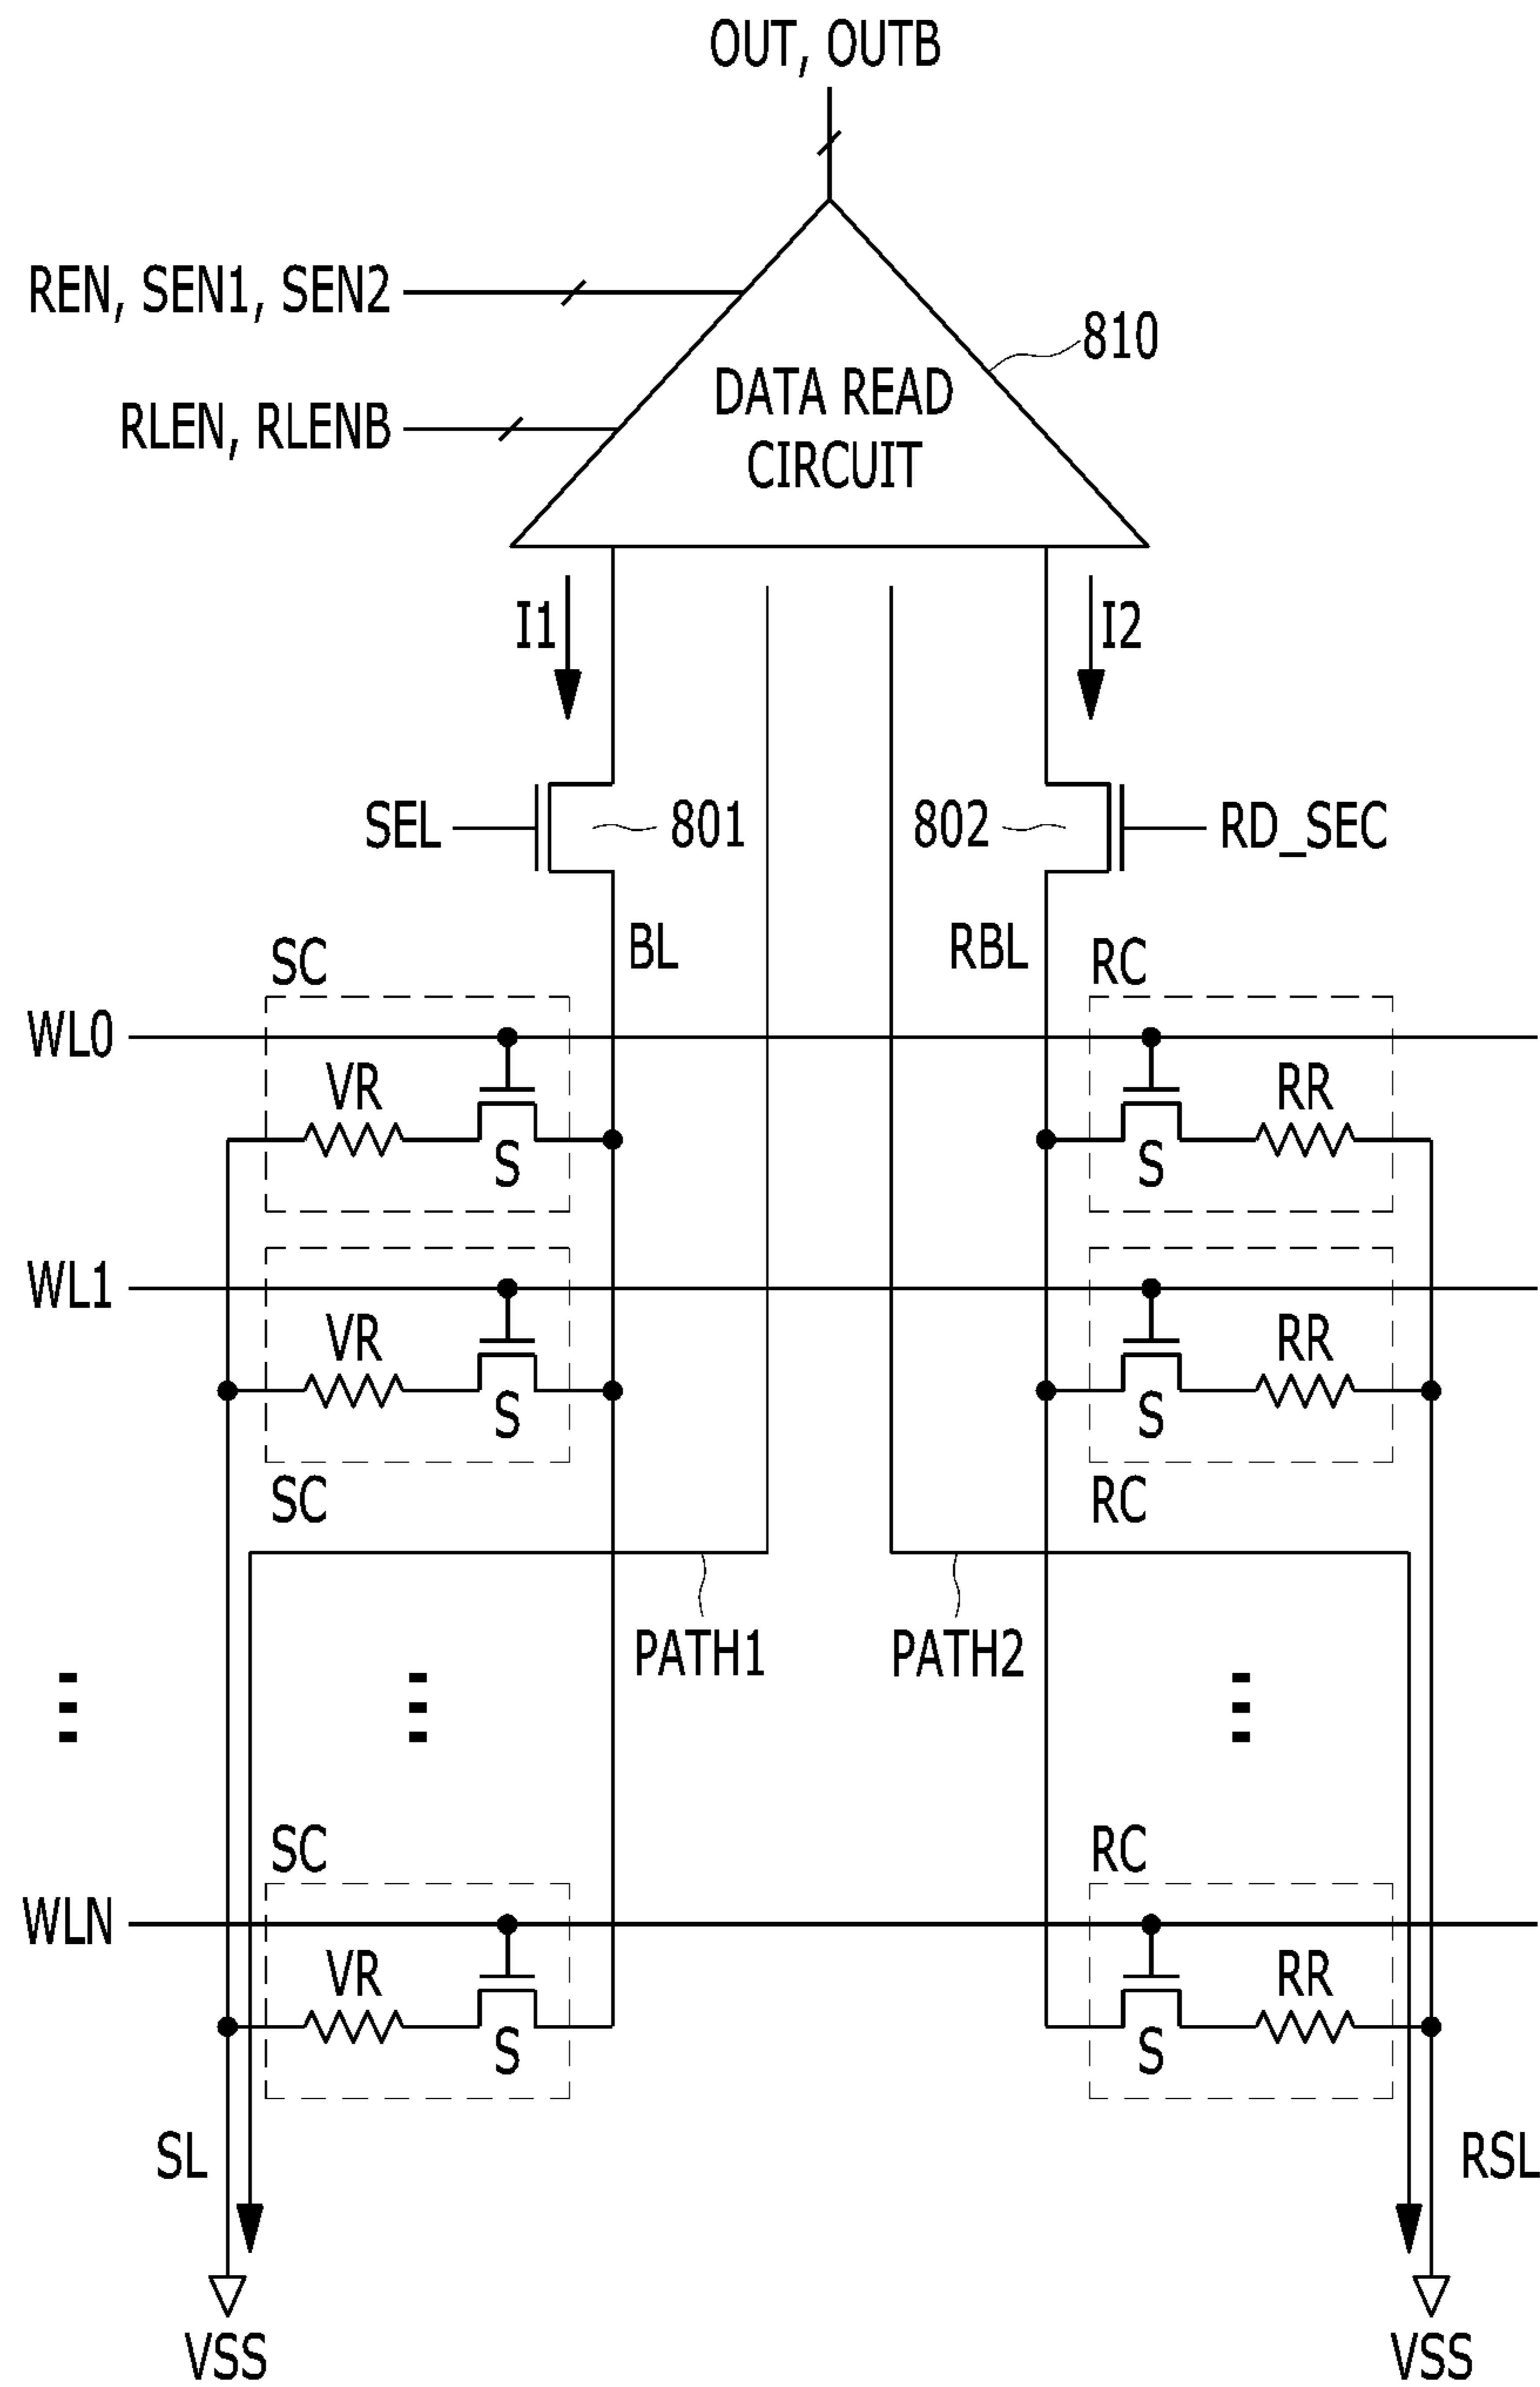 OUT, OUTB
REN, SEN1, SEN2
810
DATA READ
CIRCUIT
RLEN, RLENB
I1
I2
SEL
801
802
RD_SEC
BL
RBL
SC
RC
WL0
VR
S
RR
S
WL1
VR
S
RR
S
SC
RC
PATH1
PATH2
SC
RC
WLN
VR
S
RR
S
SL
RSL
VSS
VSS